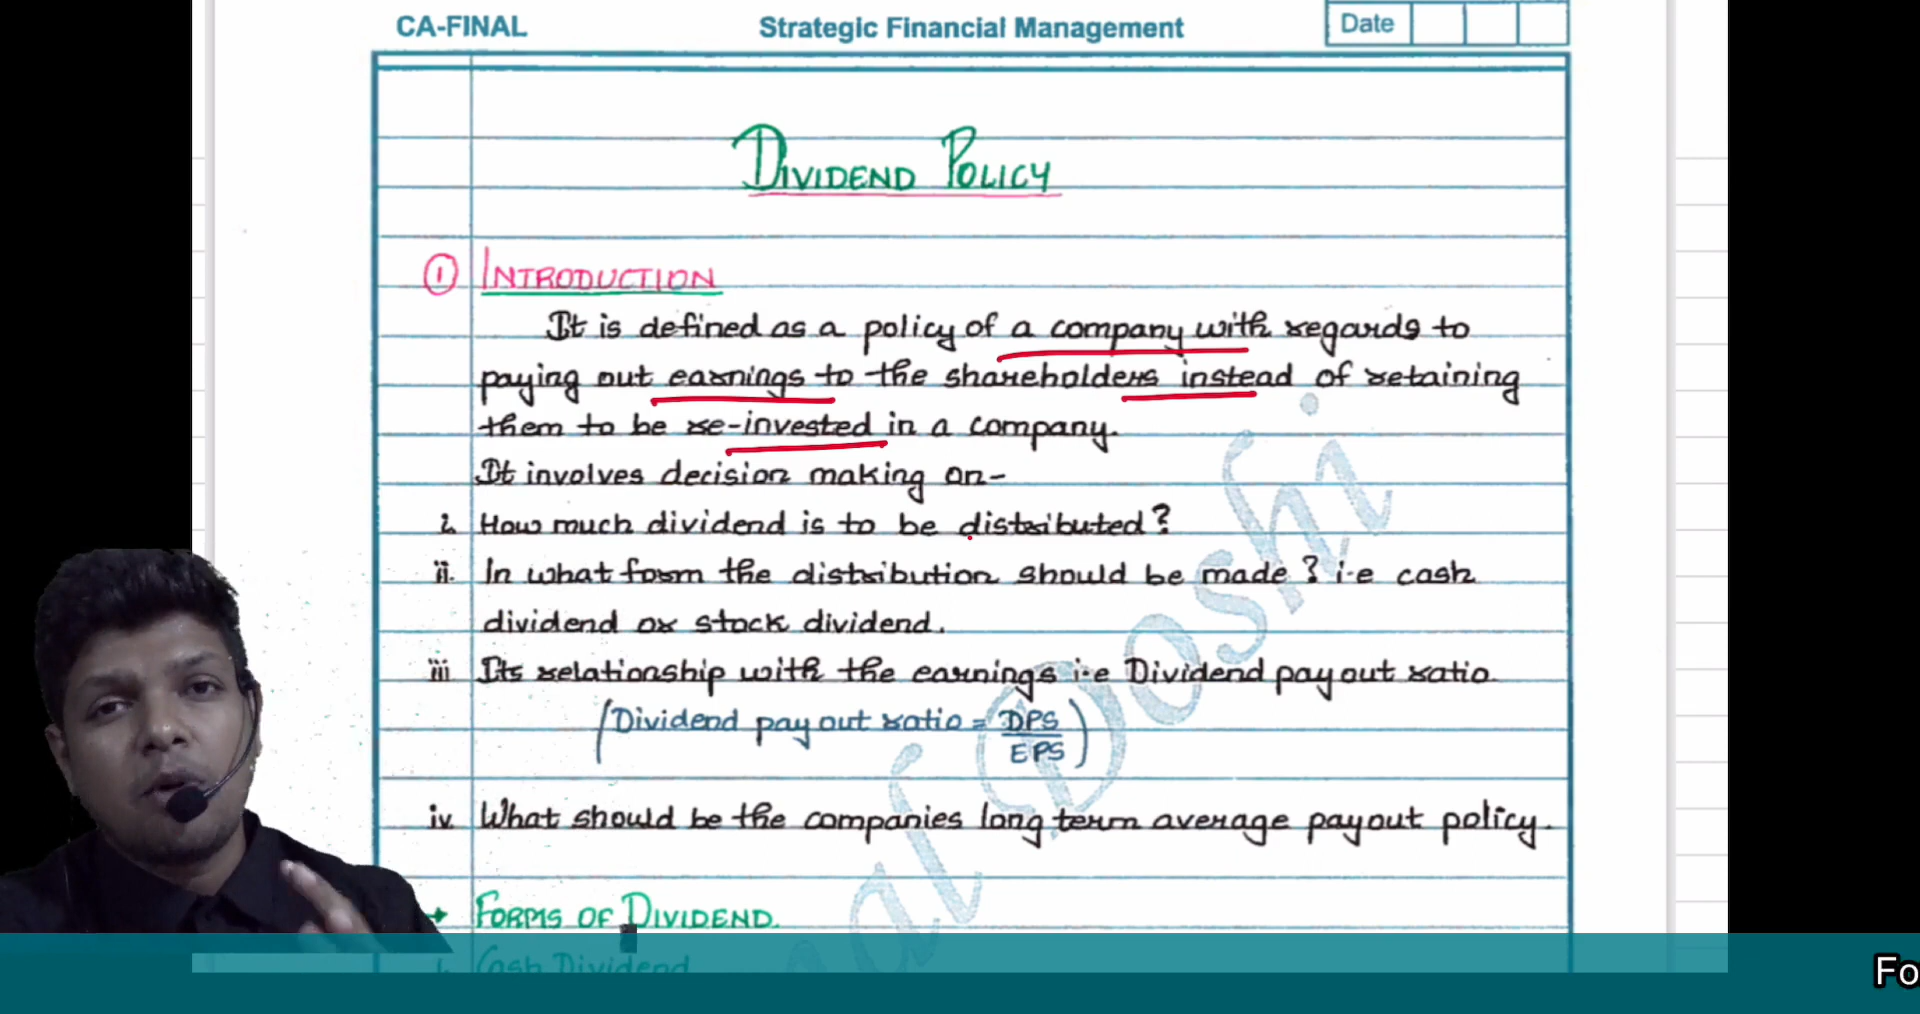 CA-FINAL Strategic Financial Management Date
DIVIDEND POLICY
① INTRODUCTION
It is defined as a policy of a company with regards to
paying out earnings to the shareholders instead of retaining
them to be re-invested in a company.
It involves decision making on-
i. How much dividend is to be distributed?
ii. In what form the distribution should be made? i.e cash
dividend or stock dividend.
iii Its relationship with the earnings i.e Dividend pay out ratio.
(Dividend pay out ratio = DPS
EPS)
iv. What should be the companies long term average payout policy.
→ FORMS OF DIVIDEND.
i. Cash Dividend
Doshi
Fo